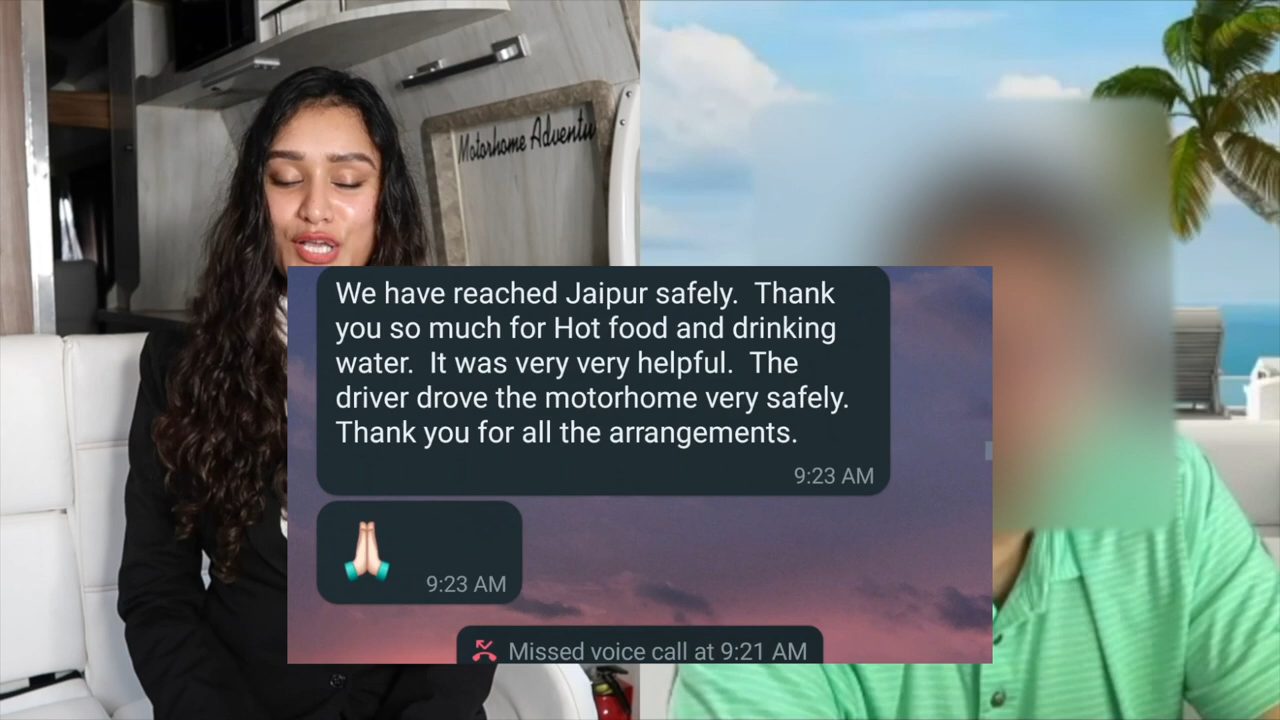 Motorhome Adventu
We have reached Jaipur safely.  Thank
you so much for Hot food and drinking
water.  It was very very helpful.  The
driver drove the motorhome very safely.
Thank you for all the arrangements.
9:23 AM
🙏🏻
9:23 AM
Missed voice call at 9:21 AM